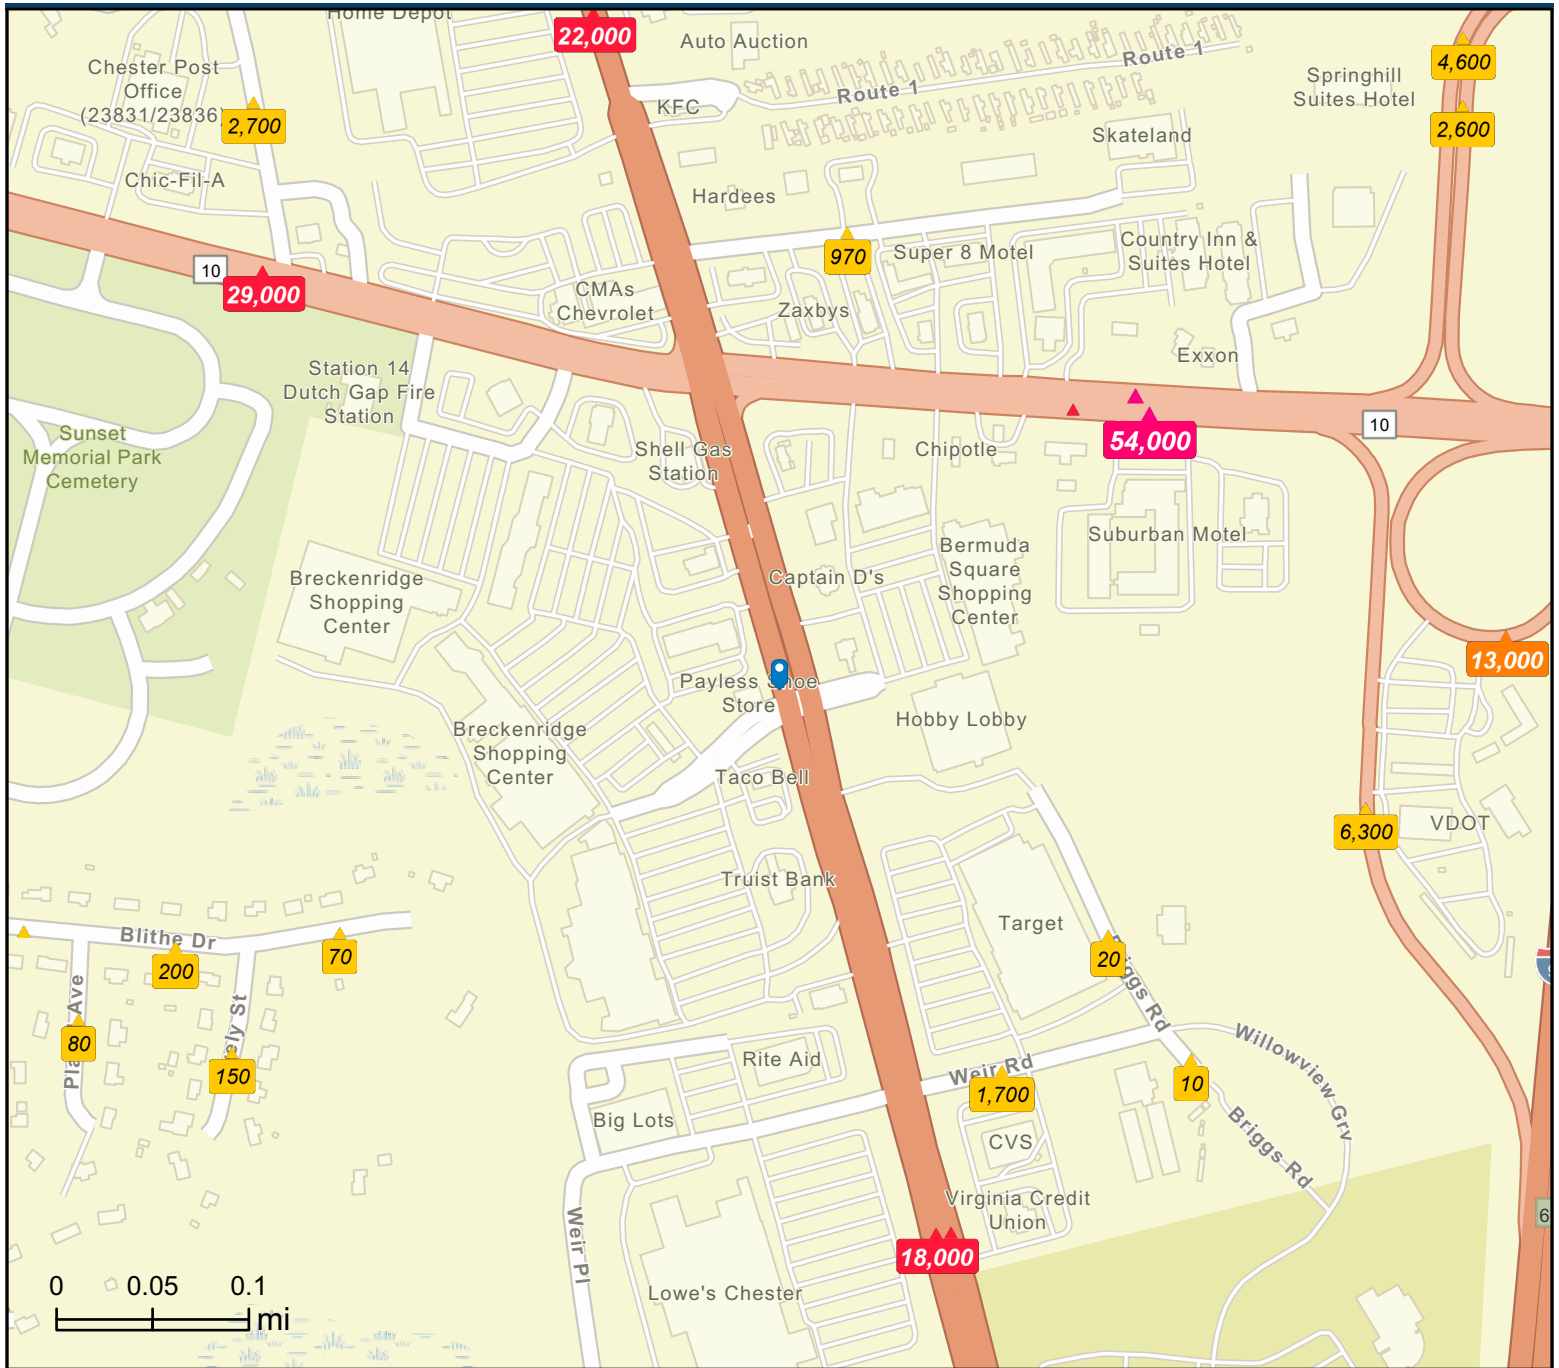 Home Depot
22,000
Auto Auction
Route 1
Route 1
4,600
Springhill
Suites Hotel
Chester Post
Office
(23831/23836)
2,700
KFC
2,600
Skateland
Chic-Fil-A
Hardees
970
Super 8 Motel
Country Inn &
Suites Hotel
10
29,000
CMAs
Chevrolet
Zaxbys
Exxon
Station 14
Dutch Gap Fire
Station
10
54,000
Sunset
Memorial Park
Cemetery
Shell Gas
Station
Chipotle
Suburban Motel
Bermuda
Square
Shopping
Center
Breckenridge
Shopping
Center
Captain D's
13,000
Payless Shoe
Store
Hobby Lobby
Breckenridge
Shopping
Center
Taco Bell
6,300
VDOT
Truist Bank
Target
Blithe Dr
200
70
20
Briggs Rd
80
150
Rite Aid
Weir Rd
1,700
10
Willowview Grv
Big Lots
CVS
Briggs Rd
Virginia Credit
Union
6
Weir Pl
18,000
Lowe's Chester
0 0.05 0.1
mi